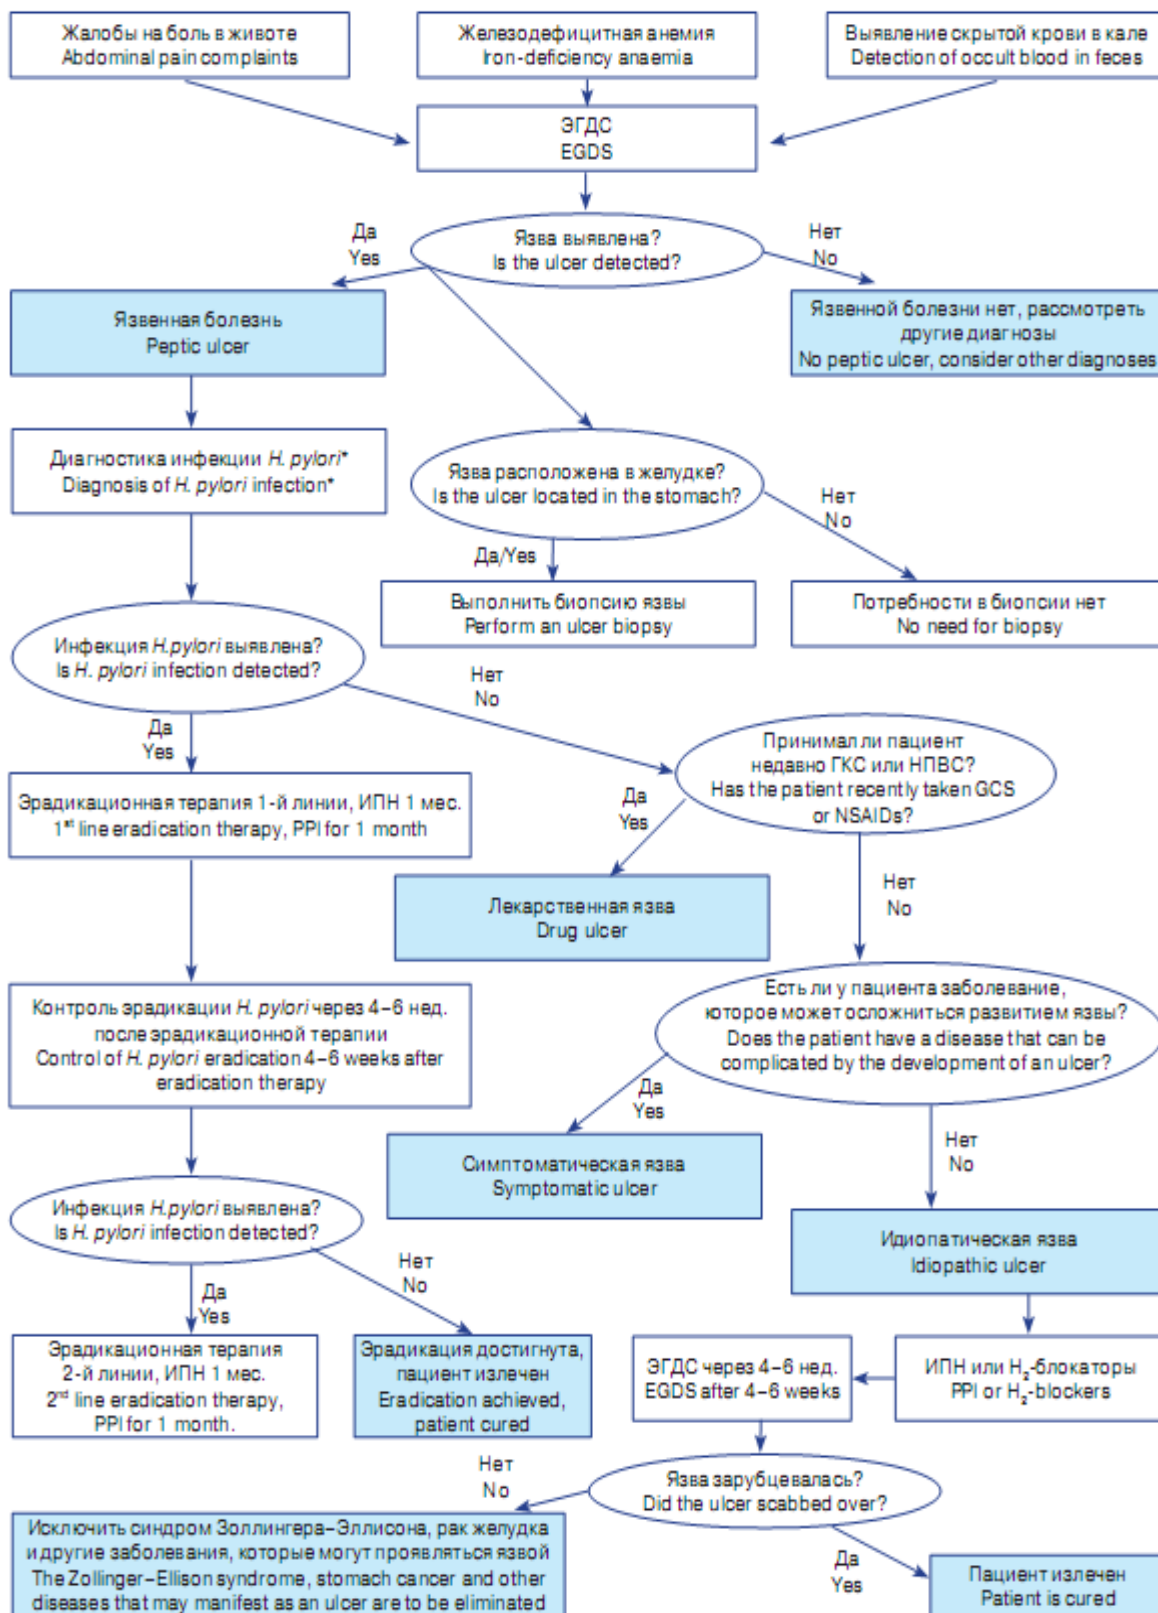 Жалобы на боль в животе
Abdominal pain complaints
Железодефицитная анемия
Iron-deficiency anaemia
Выявление скрытой крови в кале
Detection of occult blood in feces
ЭГДС
EGDS
Да
Yes
Язва выявлена?
Is the ulcer detected?
Нет
No
Язвенная болезнь
Peptic ulcer
Язвенной болезни нет, рассмотреть
другие диагнозы
No peptic ulcer, consider other diagnoses
Диагностика инфекции H. pylori*
Diagnosis of H. pylori infection*
Язва расположена в желудке?
Is the ulcer located in the stomach?
Нет
No
Да/Yes
Выполнить биопсию язвы
Perform an ulcer biopsy
Потребности в биопсии нет
No need for biopsy
Инфекция H.pylori выявлена?
Is H. pylori infection detected?
Нет
No
Да
Yes
Принимал ли пациент
недавно ГКС или НПВС?
Has the patient recently taken GCS
or NSAIDs?
Эрадикационная терапия 1-й линии, ИПН 1 мес.
1st line eradication therapy, PPI for 1 month
Да
Yes
Нет
No
Лекарственная язва
Drug ulcer
Контроль эрадикации H. pylori через 4–6 нед.
после эрадикационной терапии
Control of H. pylori eradication 4–6 weeks after
eradication therapy
Есть ли у пациента заболевание,
которое может осложниться развитием язвы?
Does the patient have a disease that can be
complicated by the development of an ulcer?
Да
Yes
Нет
No
Симптоматическая язва
Symptomatic ulcer
Инфекция H.pylori выявлена?
Is H. pylori infection detected?
Идиопатическая язва
Idiopathic ulcer
Нет
No
Да
Yes
Эрадикационная терапия
2-й линии, ИПН 1 мес.
2nd line eradication therapy,
PPI for 1 month.
Эрадикация достигнута,
пациент излечен
Eradication achieved,
patient cured
ЭГДС через 4–6 нед.
EGDS after 4–6 weeks
ИПН или H2-блокаторы
PPI or H2-blockers
Нет
No
Язва зарубцевалась?
Did the ulcer scabbed over?
Исключить синдром Золлингера–Эллисона, рак желудка
и другие заболевания, которые могут проявляться язвой
The Zollinger–Ellison syndrome, stomach cancer and other
diseases that may manifest as an ulcer are to be eliminated
Да
Yes
Пациент излечен
Patient is cured